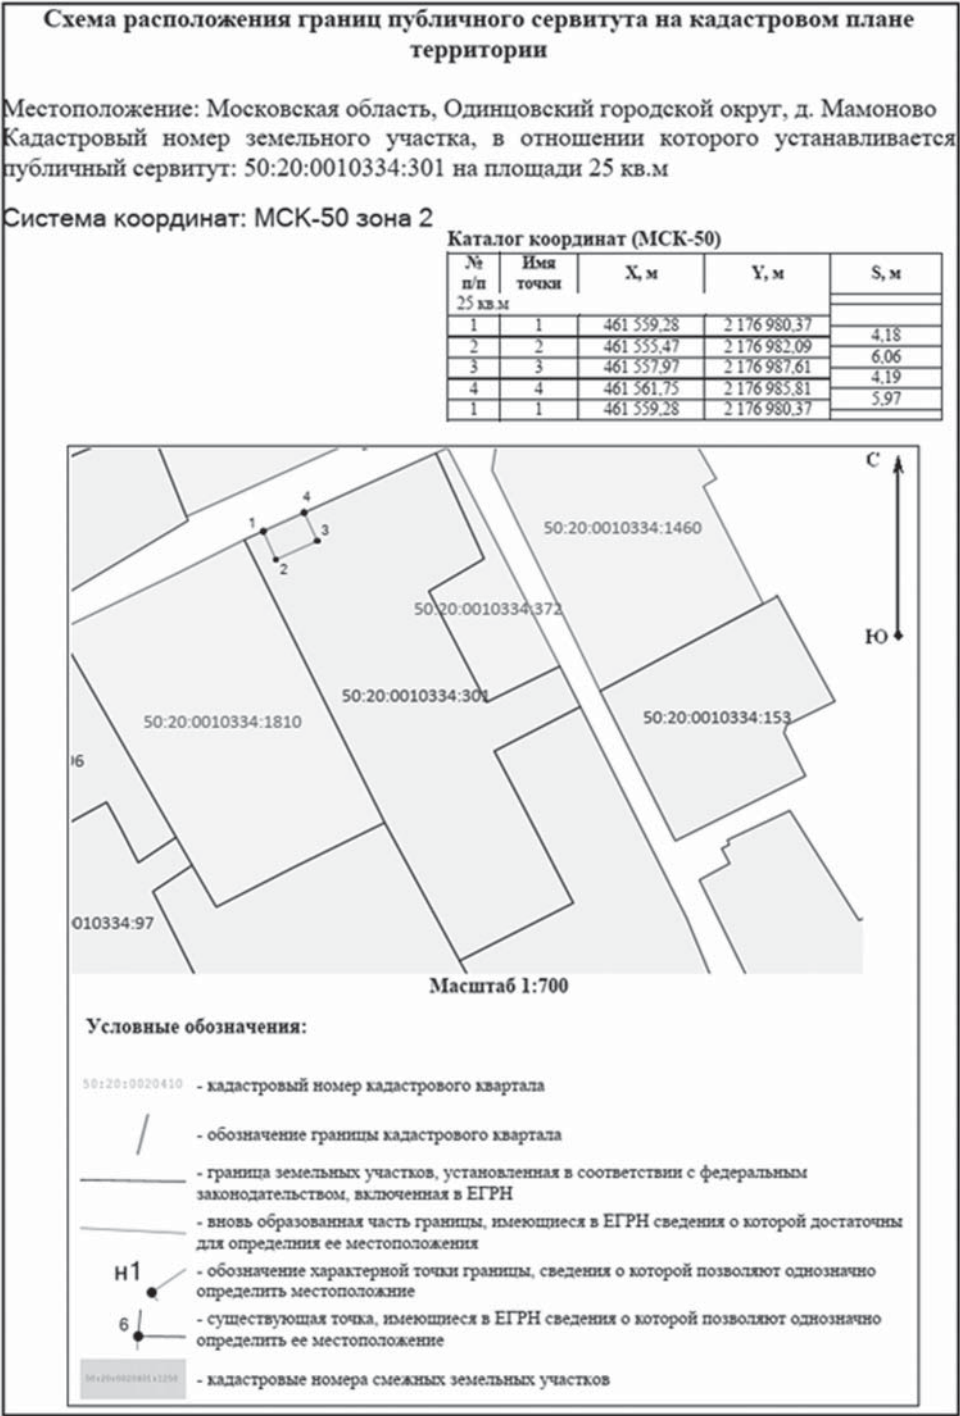 Схема расположения границ публичного сервитута на кадастровом плане
территории
Местоположение: Московская область, Одинцовский городской округ, д. Мамоново
Кадастровый номер земельного участка, в отношении которого устанавливается
публичный сервитут: 50:20:0010334:301 на площади 25 кв.м
Система координат: МСК-50 зона 2
Каталог координат (МСК-50)
№ п/п Имя точки X, м Y, м S, м
25 кв.м
1 1 461 559,28 2 176 980,37
4,18
2 2 461 555,47 2 176 982,09
6,06
3 3 461 557,97 2 176 987,61
4,19
4 4 461 561,75 2 176 985,81
5,97
1 1 461 559,28 2 176 980,37
С
Ю
4
1
3
2
50:20:0010334:1460
50:20:0010334:372
50:20:0010334:301
50:20:0010334:153
50:20:0010334:1810
6
010334:97
Масштаб 1:700
Условные обозначения:
50:20:0020410 - кадастровый номер кадастрового квартала
- обозначение границы кадастрового квартала
- граница земельных участков, установленная в соответствии с федеральным
законодательством, включенная в ЕГРН
- вновь образованная часть границы, имеющиеся в ЕГРН сведения о которой достаточны
для определния ее местоположения
н1 - обозначение характерной точки границы, сведения о которой позволяют однозначно
определить местоположние
6 - существующая точка, имеющиеся в ЕГРН сведения о которой позволяют однозначно
определить ее местоположение
- кадастровые номера смежных земельных участков